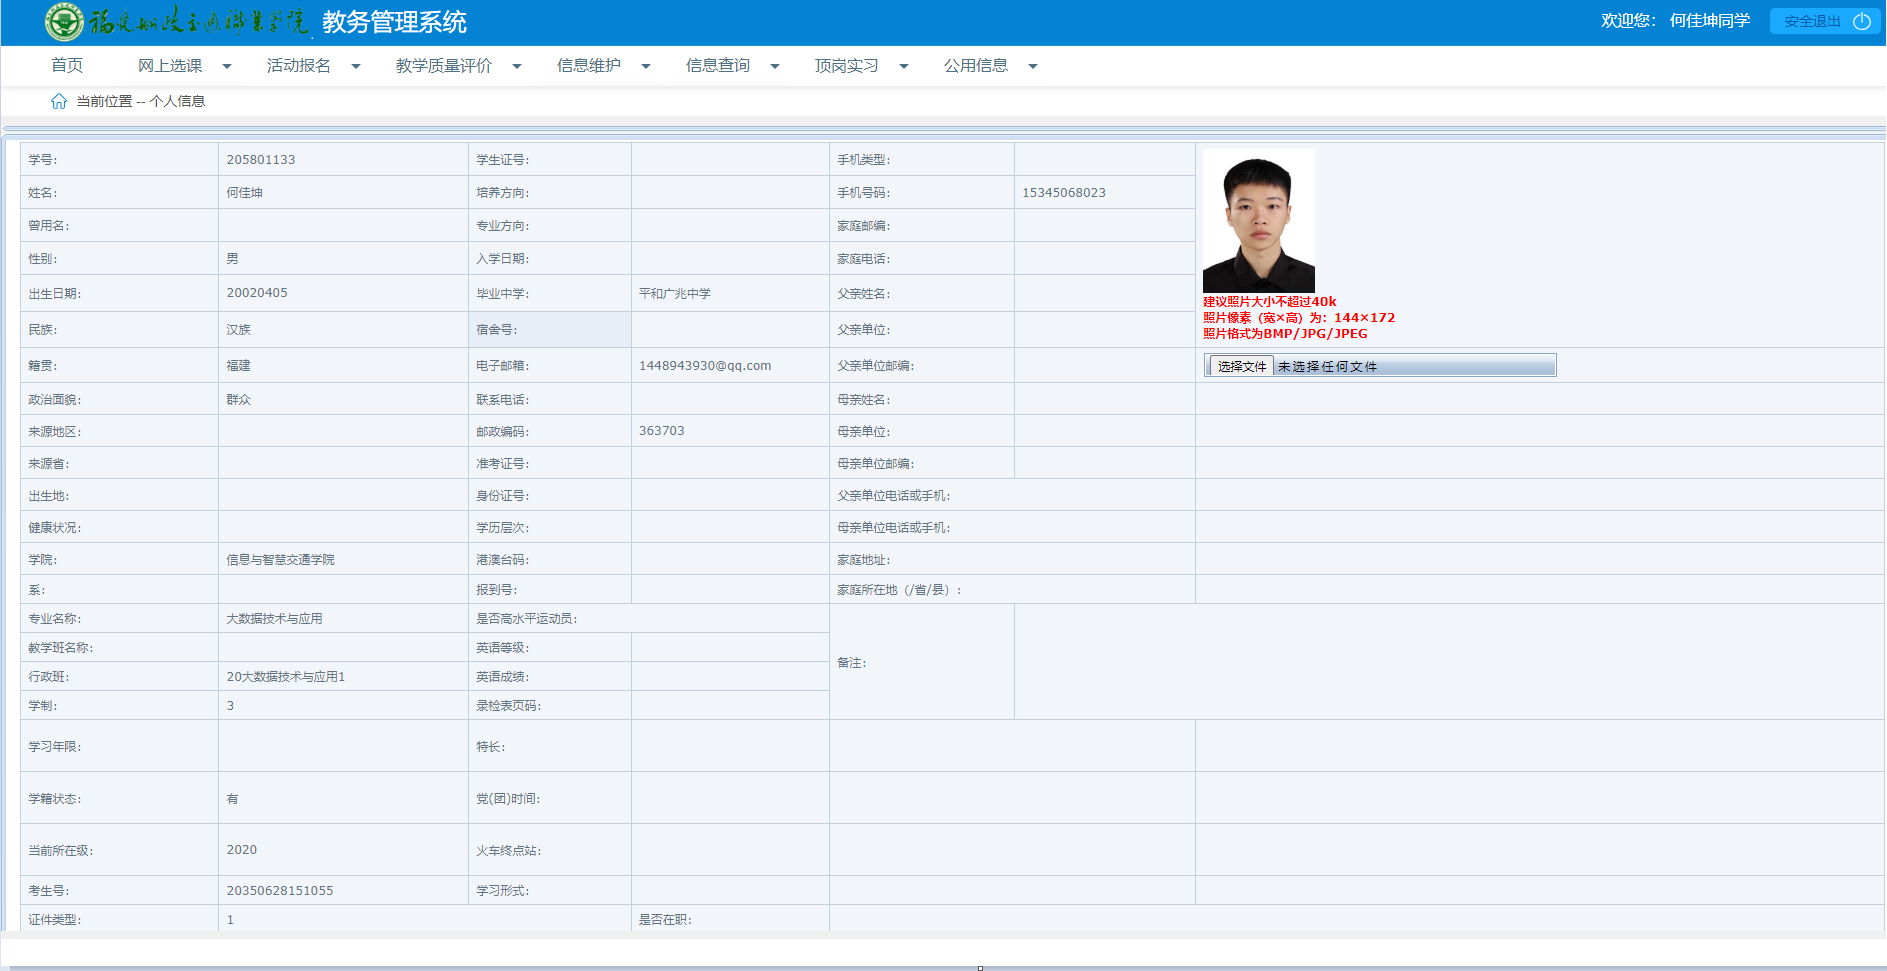 福建船政交通职业学院 教务管理系统 欢迎您： 何佳坤同学 安全退出
首页 网上选课 活动报名 教学质量评价 信息维护 信息查询 顶岗实习 公用信息
当前位置 -- 个人信息
学号: 205801133 学生证号: 手机类型:
姓名: 何佳坤 培养方向: 手机号码: 15345068023
曾用名: 专业方向: 家庭邮编:
性别: 男 入学日期: 家庭电话:
出生日期: 20020405 毕业中学: 平和广兆中学 父亲姓名:
建议照片大小不超过40k
照片像素（宽×高）为：144×172
照片格式为BMP/JPG/JPEG
民族: 汉族 宿舍号: 父亲单位:
籍贯: 福建 电子邮箱: 1448943930@qq.com 父亲单位邮编: 选择文件 未选择任何文件
政治面貌: 群众 联系电话: 母亲姓名:
来源地区: 邮政编码: 363703 母亲单位:
来源省: 准考证号: 母亲单位邮编:
出生地: 身份证号: 父亲单位电话或手机:
健康状况: 学历层次: 母亲单位电话或手机:
学院: 信息与智慧交通学院 港澳台码: 家庭地址:
系: 报到号: 家庭所在地（/省/县）:
专业名称: 大数据技术与应用 是否高水平运动员:
教学班名称: 英语等级:
备注:
行政班: 20大数据技术与应用1 英语成绩:
学制: 3 录检表页码:
学习年限: 特长:
学籍状态: 有 党(团)时间:
当前所在级: 2020 火车终点站:
考生号: 20350628151055 学习形式:
证件类型: 1 是否在职: